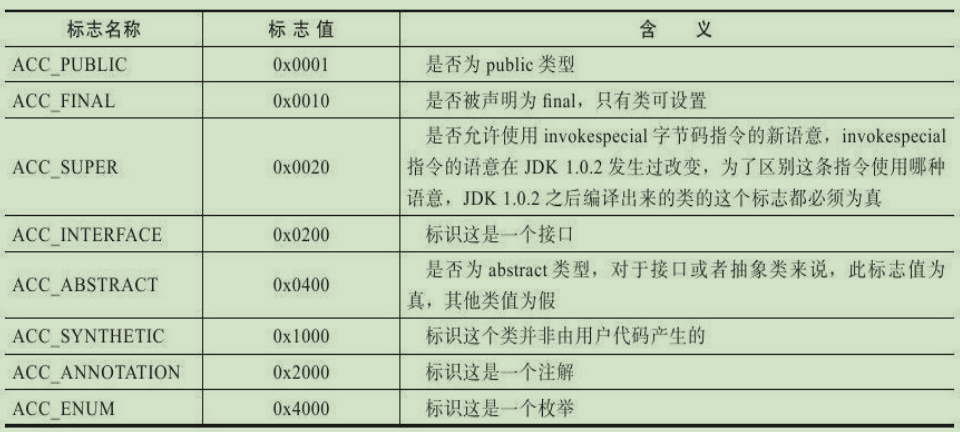 标志名称 标志值 含 义
ACC_PUBLIC 0x0001 是否为 public 类型
ACC_FINAL 0x0010 是否被声明为 final，只有类可设置
ACC_SUPER 0x0020 是否允许使用 invokespecial 字节码指令的新语意，invokespecial
指令的语意在 JDK 1.0.2 发生过改变，为了区别这条指令使用哪种
语意，JDK 1.0.2 之后编译出来的类的这个标志都必须为真
ACC_INTERFACE 0x0200 标识这是一个接口
ACC_ABSTRACT 0x0400 是否为 abstract 类型，对于接口或者抽象类来说，此标志值为
真，其他类值为假
ACC_SYNTHETIC 0x1000 标识这个类并非由用户代码产生的
ACC_ANNOTATION 0x2000 标识这是一个注解
ACC_ENUM 0x4000 标识这是一个枚举